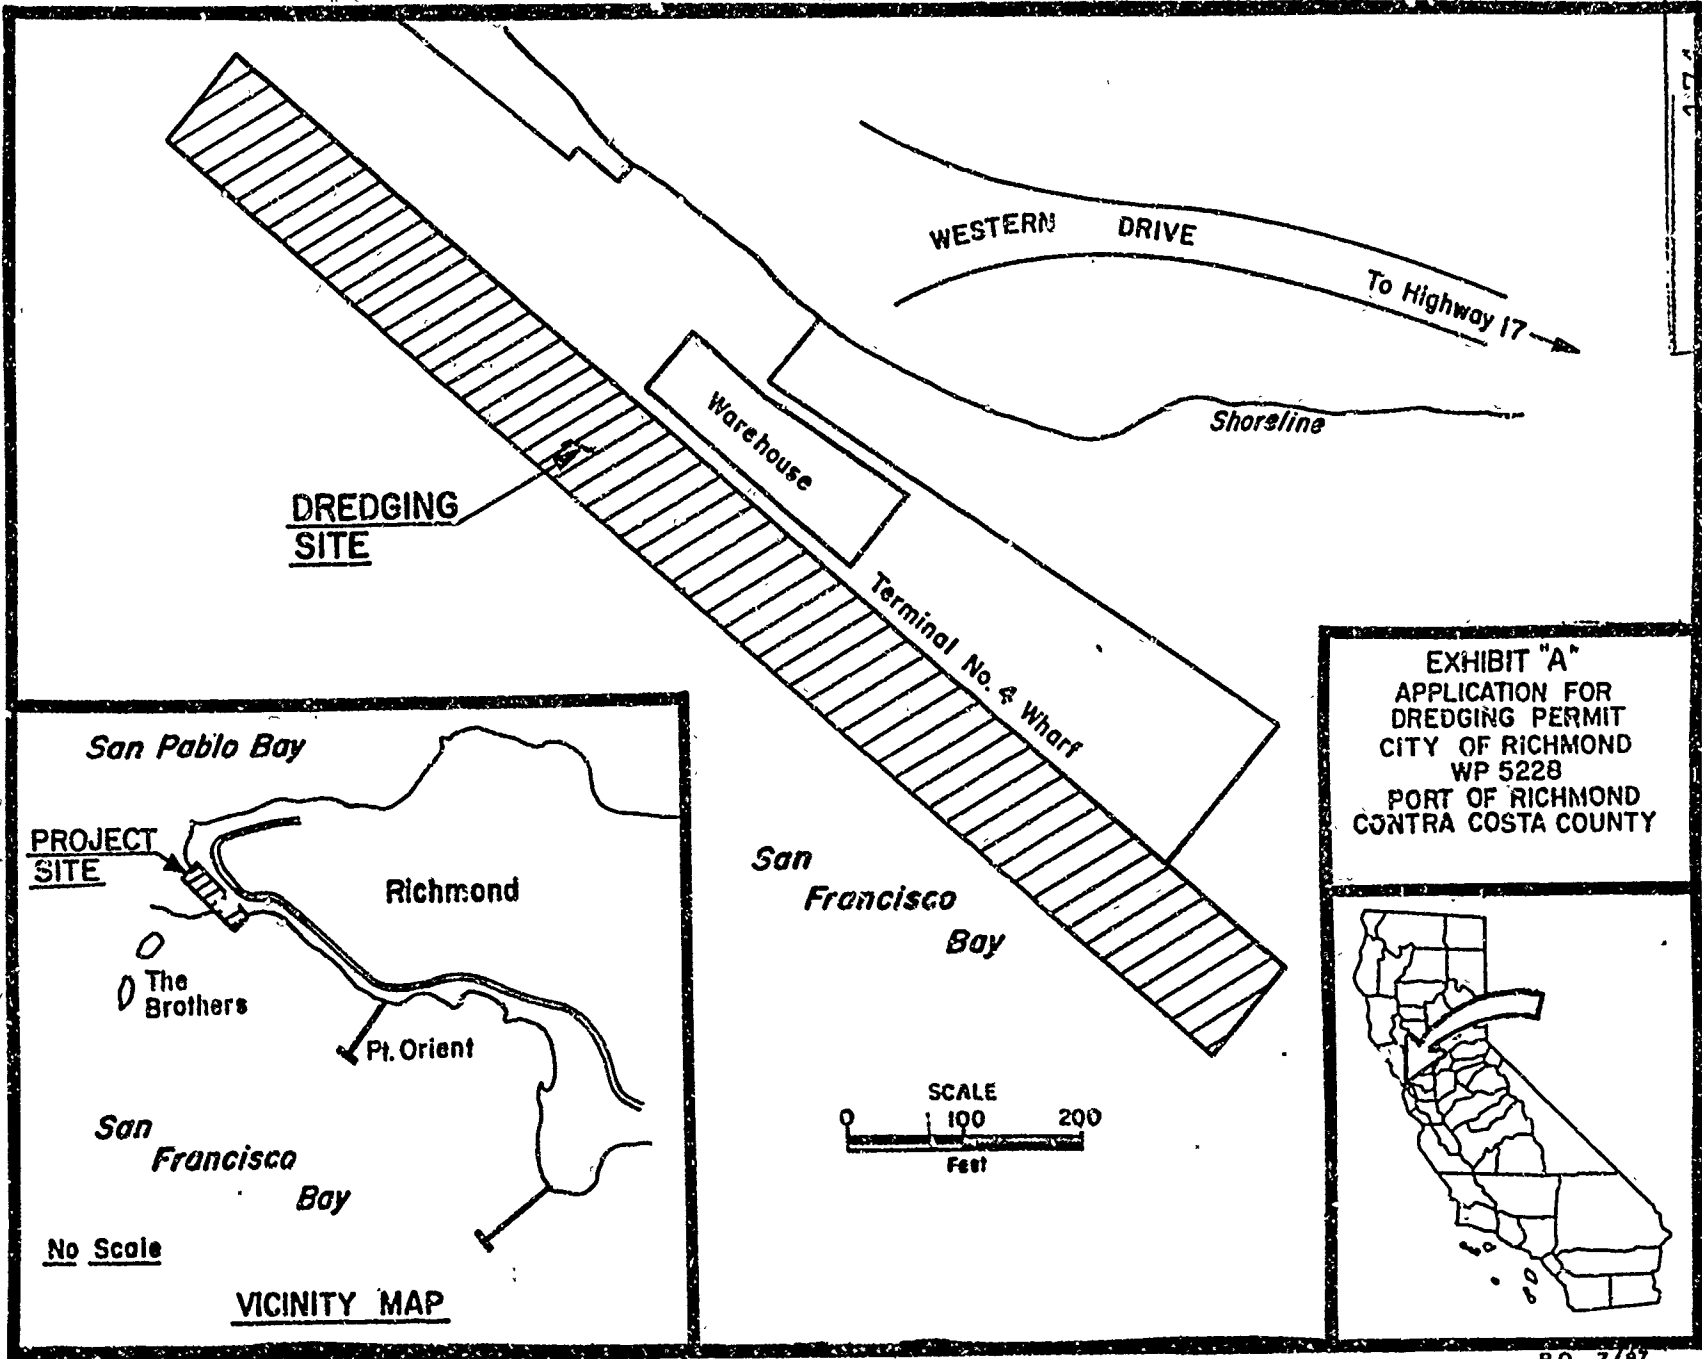 WESTERN DRIVE
To Highway 17
Shoreline
Warehouse
DREDGING
SITE
Terminal No. 4 Wharf
San
Francisco
Bay
SCALE
0 100 200
Feet
EXHIBIT "A"
APPLICATION FOR
DREDGING PERMIT
CITY OF RICHMOND
WP 5228
PORT OF RICHMOND
CONTRA COSTA COUNTY
San Pablo Bay
PROJECT
SITE
Richmond
The
Brothers
Pt. Orient
San
Francisco
Bay
No Scale
VICINITY MAP